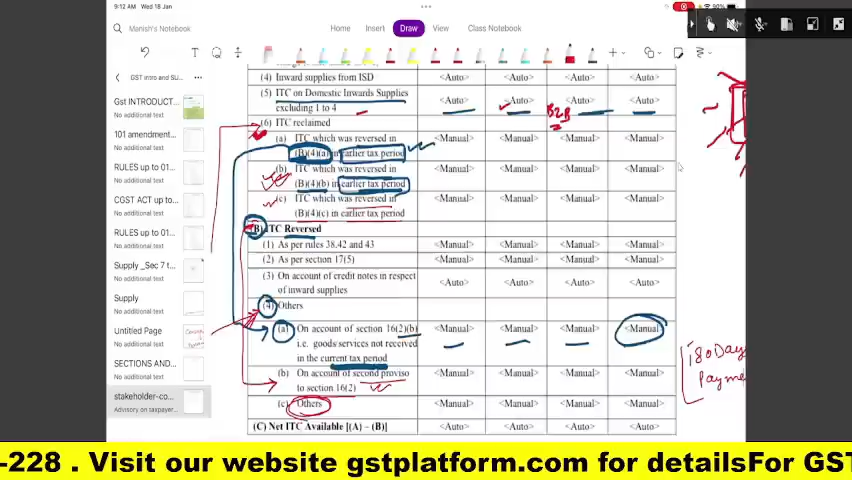 9:12 AM Wed 18 Jan
90%
Manish's Notebook
Home Insert Draw View Class Notebook
GST intro and SU...
Gst INTRODUCT...
No additional text
101 amendment...
No additional text
RULES up to 01...
No additional text
CGST ACT up to...
No additional text
RULES up to 01...
No additional text
Supply _Sec 7 t...
No additional text
Supply
No additional text
Untitled Page
No additional text
SECTIONS AND...
No additional text
stakeholder-co...
Advisory on taxpayer...
(4) Inward supplies from ISD <Auto> <Auto> <Auto> <Auto>
(5) ITC on Domestic Inwards Supplies
excluding 1 to 4 <Auto> <Auto> <Auto> <Auto>
B2B
(6) ITC reclaimed
(a) ITC which was reversed in <Manual> <Manual> <Manual> <Manual>
(B)(4)(a) in earlier tax period
(b) ITC which was reversed in <Manual> <Manual> <Manual> <Manual>
(B)(4)(b) in earlier tax period
(c) ITC which was reversed in <Manual> <Manual> <Manual> <Manual>
(B)(4)(c) in earlier tax period
(B) ITC Reversed
(1) As per rules 38.42 and 43 <Manual> <Manual> <Manual> <Manual>
(2) As per section 17(5) <Manual> <Manual> <Manual> <Manual>
(3) On account of credit notes in respect
of inward supplies <Auto> <Auto> <Auto> <Auto>
(4) Others
(a) On account of section 16(2)(b) <Manual> <Manual> <Manual> <Manual>
i.e. goods/services not received
in the current tax period
180 Days
Payme
(b) On account of second proviso <Manual> <Manual> <Manual> <Manual>
to section 16(2)
(c) Others <Manual> <Manual> <Manual> <Manual>
(C) Net ITC Available [(A) – (B)] <Auto> <Auto> <Auto> <Auto>
-228 . Visit our website gstplatform.com for detailsFor GST